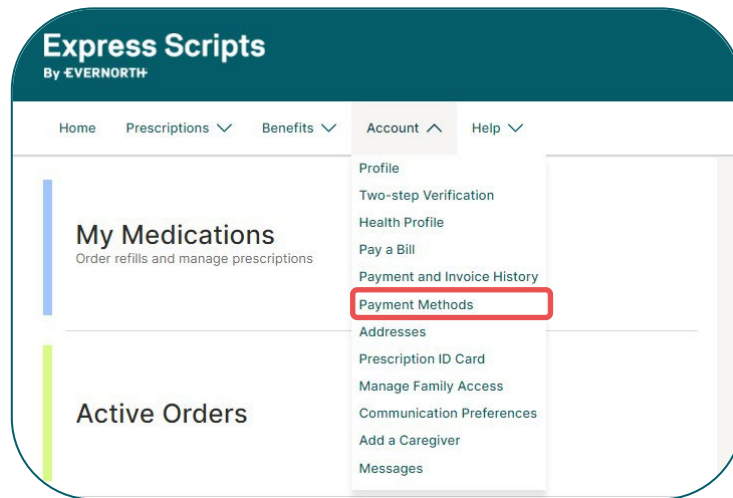 Express Scripts
By EVERNORTH
Home Prescriptions Benefits Account Help
Profile
Two-step Verification
Health Profile
Pay a Bill
Payment and Invoice History
Payment Methods
Addresses
Prescription ID Card
Manage Family Access
Communication Preferences
Add a Caregiver
Messages
My Medications
Order refills and manage prescriptions
Active Orders